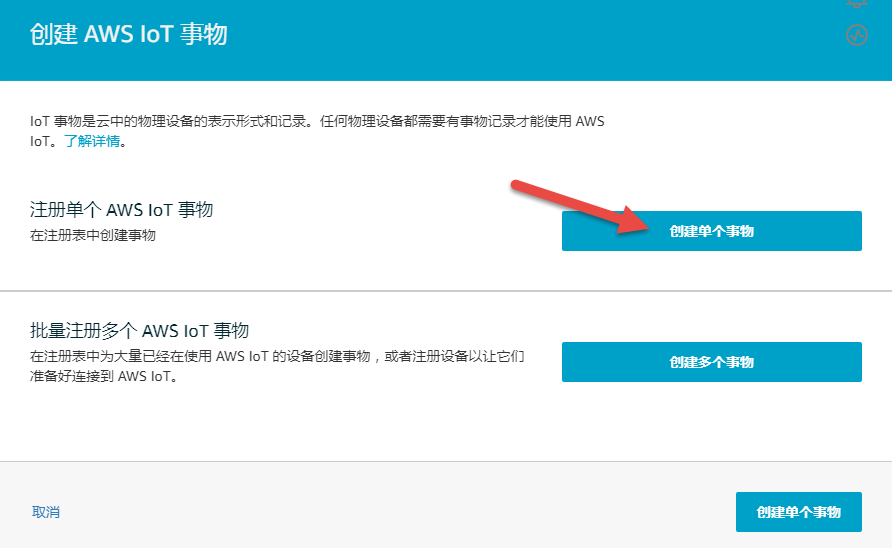 创建 AWS IoT 事物
IoT 事物是云中的物理设备的表示形式和记录。任何物理设备都需要有事物记录才能使用 AWS
IoT。了解详情。
注册单个 AWS IoT 事物
在注册表中创建事物
创建单个事物
批量注册多个 AWS IoT 事物
在注册表中为大量已经在使用 AWS IoT 的设备创建事物，或者注册设备以让它们
准备好连接到 AWS IoT。
创建多个事物
取消
创建单个事物